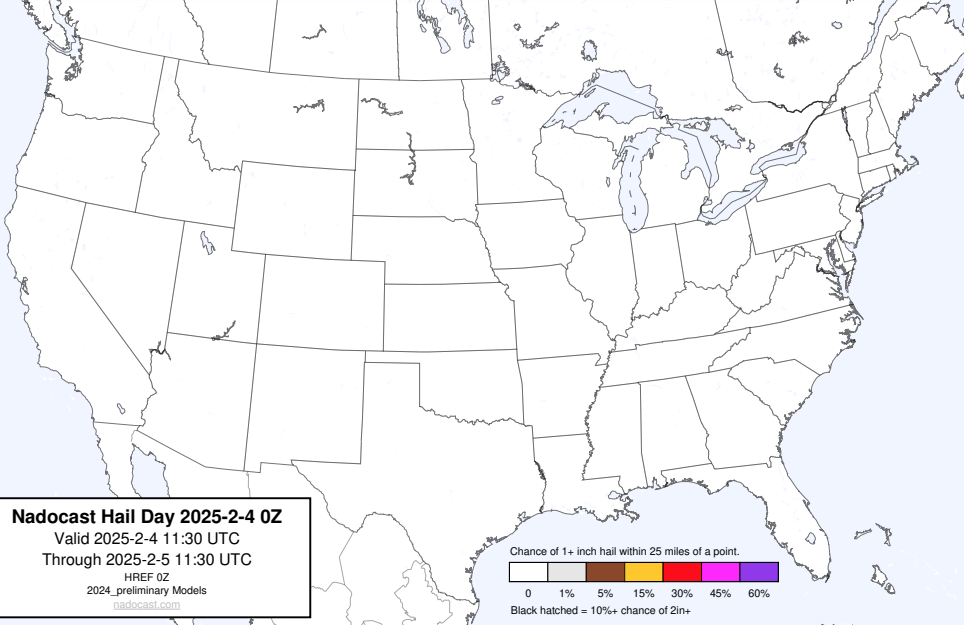 Nadocast Hail Day 2025-2-4 0Z
Valid 2025-2-4 11:30 UTC
Through 2025-2-5 11:30 UTC
HREF 0Z
2024_preliminary Models
nadocast.com
Chance of 1+ inch hail within 25 miles of a point.
0 1% 5% 15% 30% 45% 60%
Black hatched = 10%+ chance of 2in+